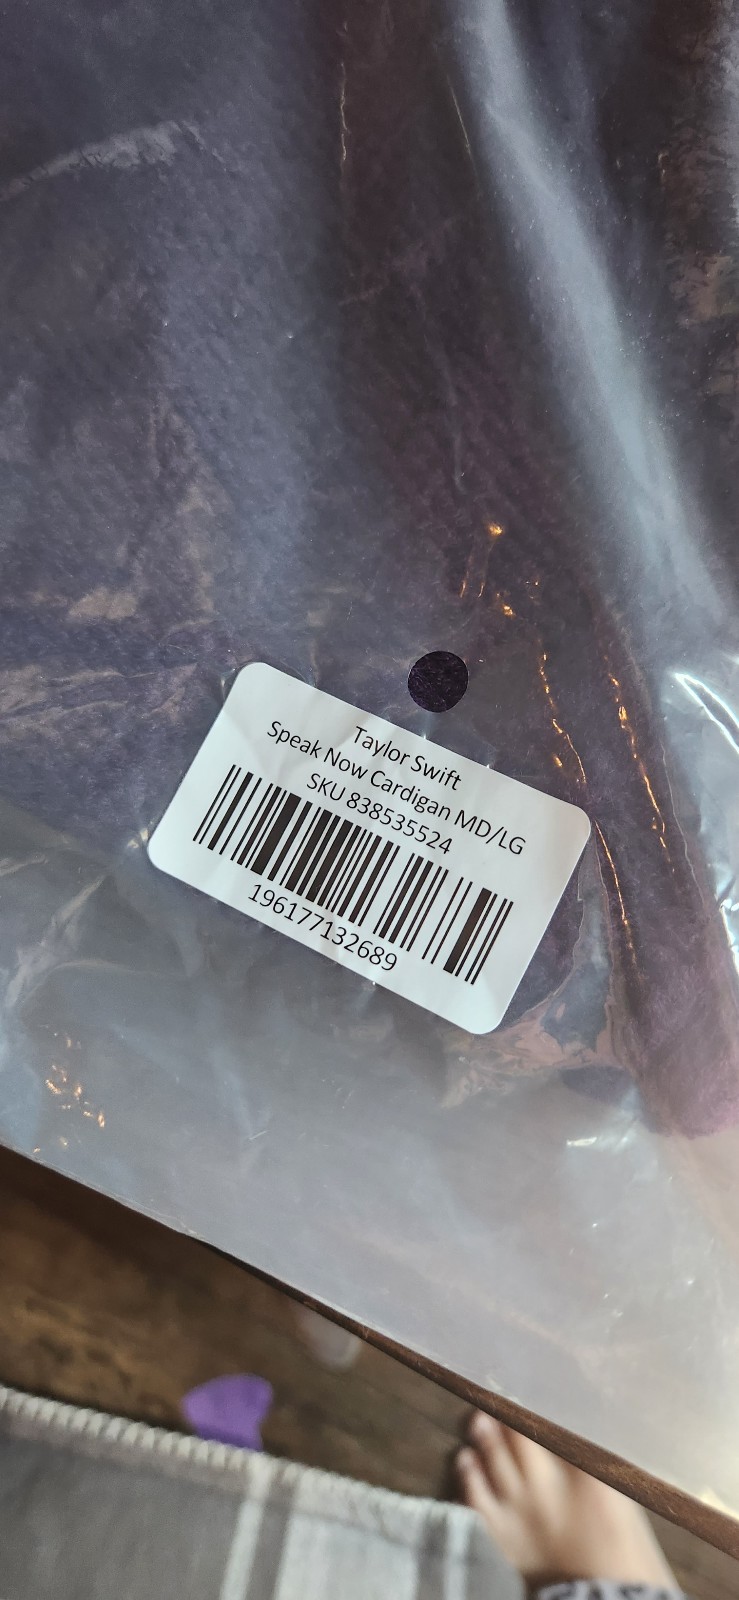 Taylor Swift
Speak Now Cardigan MD/LG
SKU 838535524
196177132689